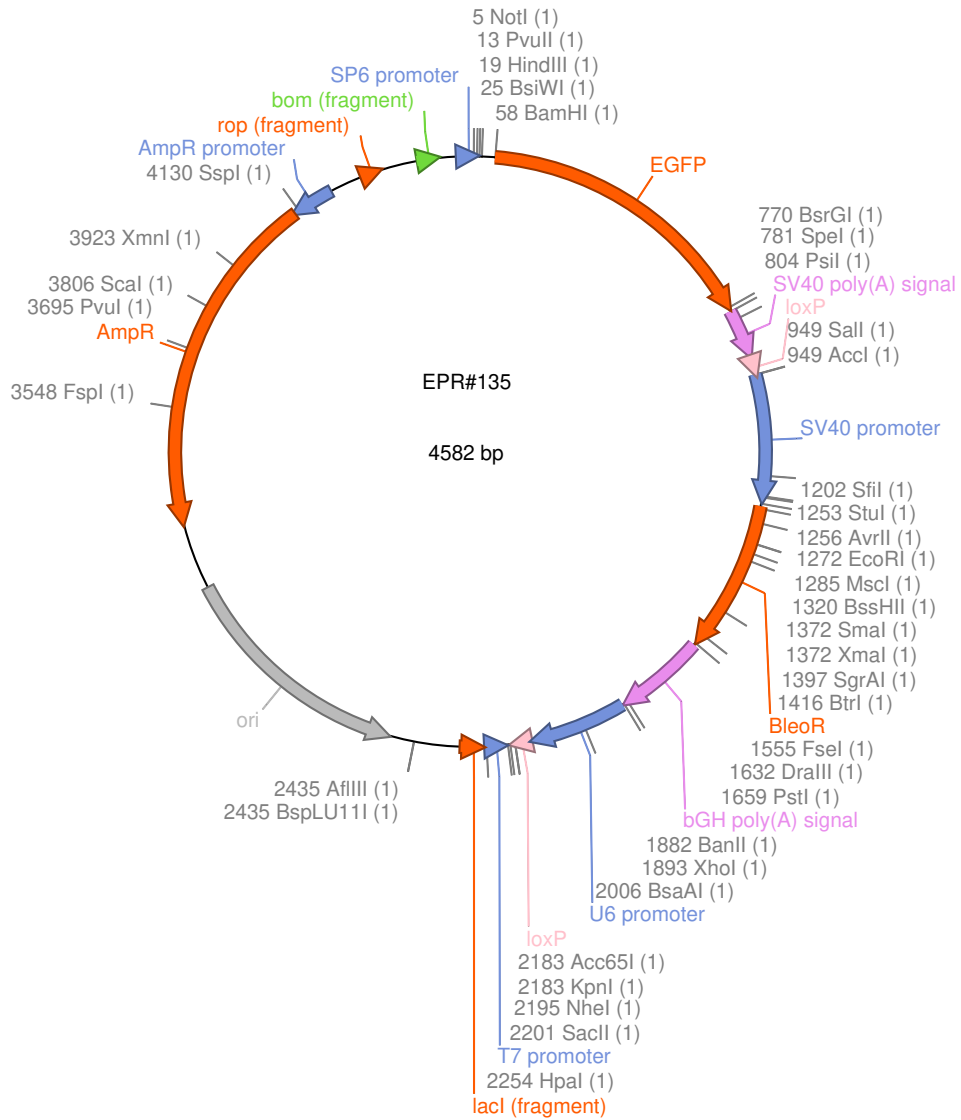 5 NotI (1)
13 PvuII (1)
19 HindIII (1)
25 BsiWI (1)
58 BamHI (1)
SP6 promoter
bom (fragment)
rop (fragment)
AmpR promoter
4130 SspI (1)
3923 XmnI (1)
3806 ScaI (1)
3695 PvuI (1)
AmpR
3548 FspI (1)
EGFP
770 BsrGI (1)
781 SpeI (1)
804 PsiI (1)
SV40 poly(A) signal
loxP
949 SalI (1)
949 AccI (1)
EPR#135
4582 bp
SV40 promoter
1202 SfiI (1)
1253 StuI (1)
1256 AvrII (1)
1272 EcoRI (1)
1285 MscI (1)
1320 BssHII (1)
1372 SmaI (1)
1372 XmaI (1)
1397 SgrAI (1)
1416 BtrI (1)
BleoR
1555 FseI (1)
1632 DraIII (1)
1659 PstI (1)
bGH poly(A) signal
1882 BanII (1)
1893 XhoI (1)
2006 BsaAI (1)
U6 promoter
loxP
2183 Acc65I (1)
2183 KpnI (1)
2195 NheI (1)
2201 SacII (1)
T7 promoter
2254 HpaI (1)
lacI (fragment)
ori
2435 AflIII (1)
2435 BspLU11I (1)